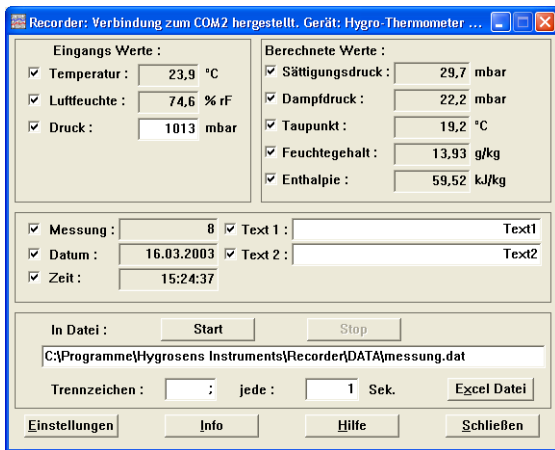 Recorder: Verbindung zum COM2 hergestellt. Gerät: Hygro-Thermometer ...
Eingangs Werte :
Temperatur : 23,9 °C
Luftfeuchte : 74,6 % rF
Druck : 1013 mbar
Berechnete Werte :
Sättigungsdruck : 29,7 mbar
Dampfdruck : 22,2 mbar
Taupunkt : 19,2 °C
Feuchtegehalt : 13,93 g/kg
Enthalpie : 59,52 kJ/kg
Messung : 8 Text 1 : Text1
Datum : 16.03.2003 Text 2 : Text2
Zeit : 15:24:37
In Datei : Start Stop
C:\Programme\Hygrosens Instruments\Recorder\DATA\messung.dat
Trennzeichen : ; jede : 1 Sek. Excel Datei
Einstellungen Info Hilfe Schließen